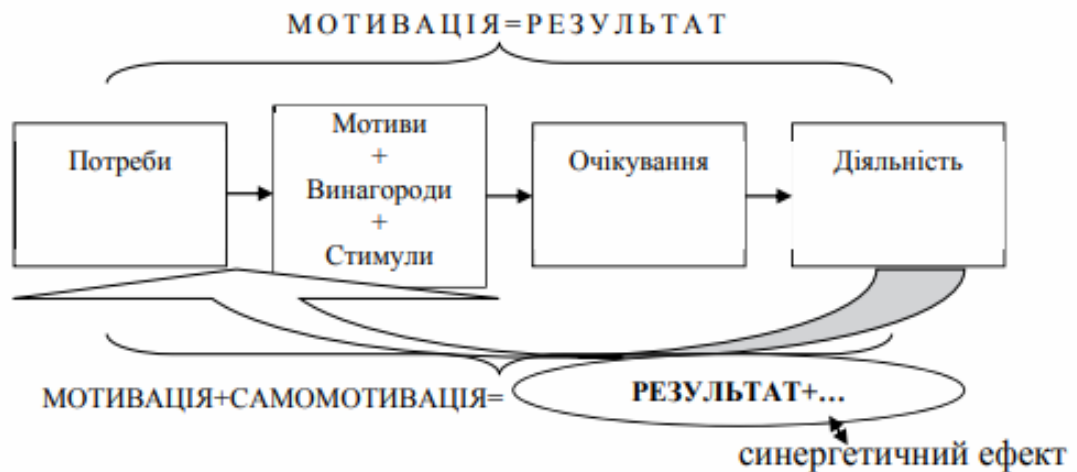 МОТИВАЦІЯ=РЕЗУЛЬТАТ
Потреби
Мотиви
+
Винагороди
+
Стимули
Очікування
Діяльність
МОТИВАЦІЯ+САМОМОТИВАЦІЯ=
РЕЗУЛЬТАТ+...
синергетичний ефект